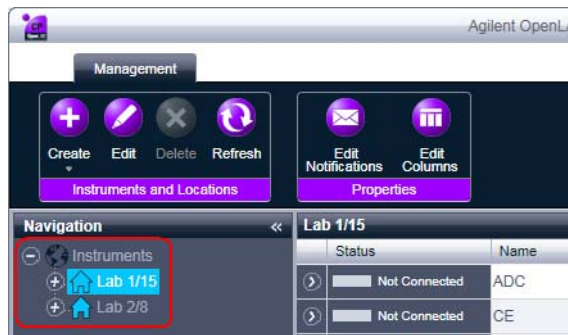 Agilent OpenL
Management
Create Edit Delete Refresh
Edit Notifications
Edit Columns
Instruments and Locations
Properties
Navigation
Lab 1/15
Instruments
Status Name
Lab 1/15
Not Connected ADC
Lab 2/8
Not Connected CE